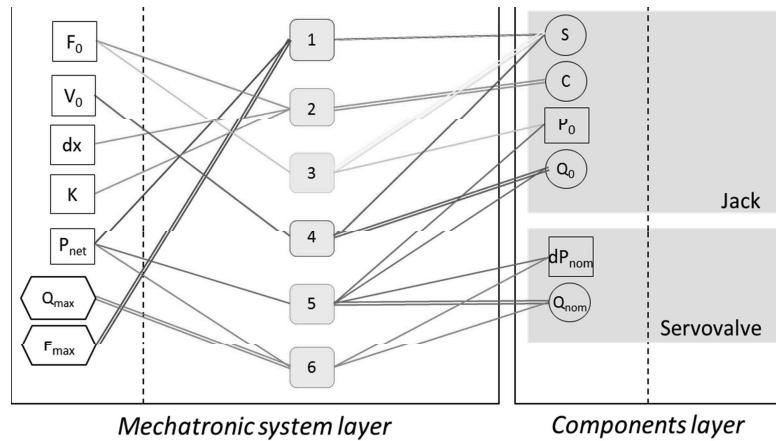 F0
V0
dx
K
Pnet
Qmax
Fmax
1
2
3
4
5
6
S
C
P0
Q0
Jack
dPnom
Qnom
Servovalve
Mechatronic system layer
Components layer